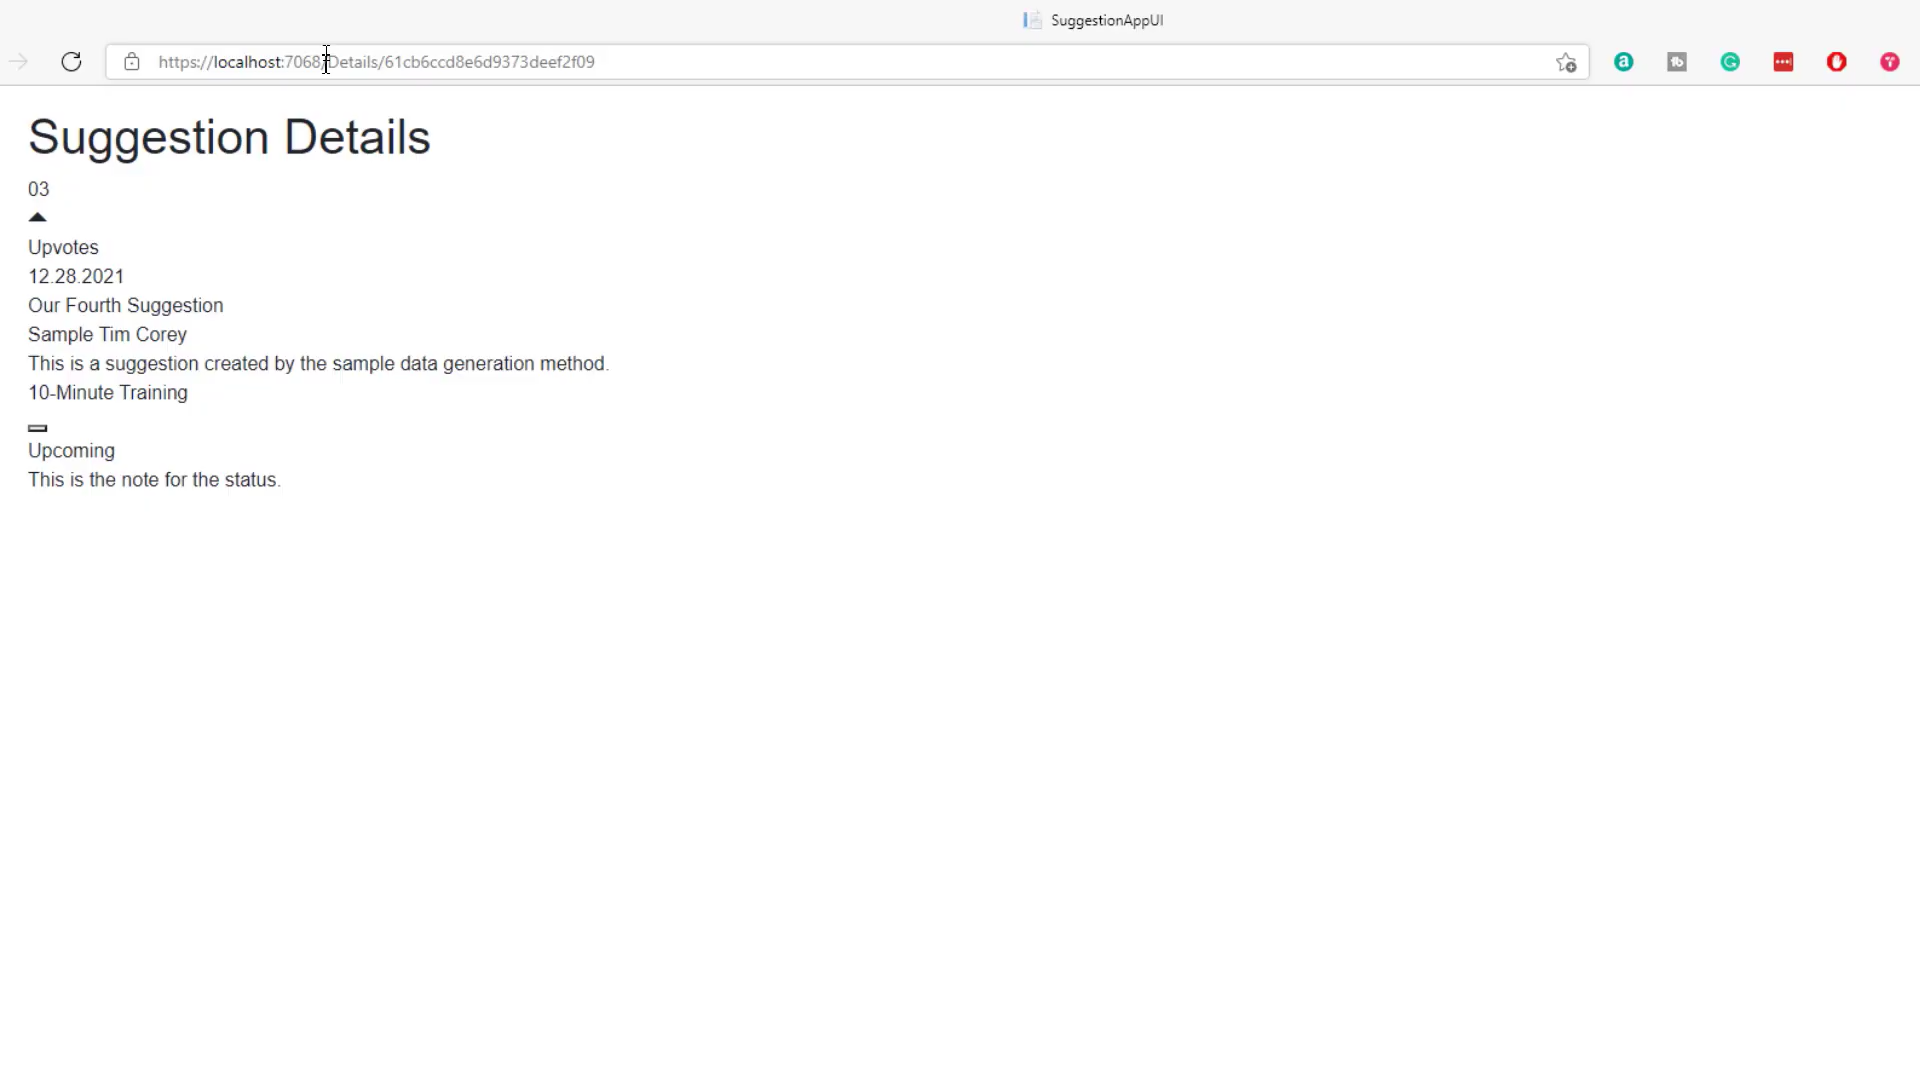 SuggestionAppUI
https://localhost:7068/Details/61cb6ccd8e6d9373deef2f09
Suggestion Details
03
Upvotes
12.28.2021
Our Fourth Suggestion
Sample Tim Corey
This is a suggestion created by the sample data generation method.
10-Minute Training
Upcoming
This is the note for the status.